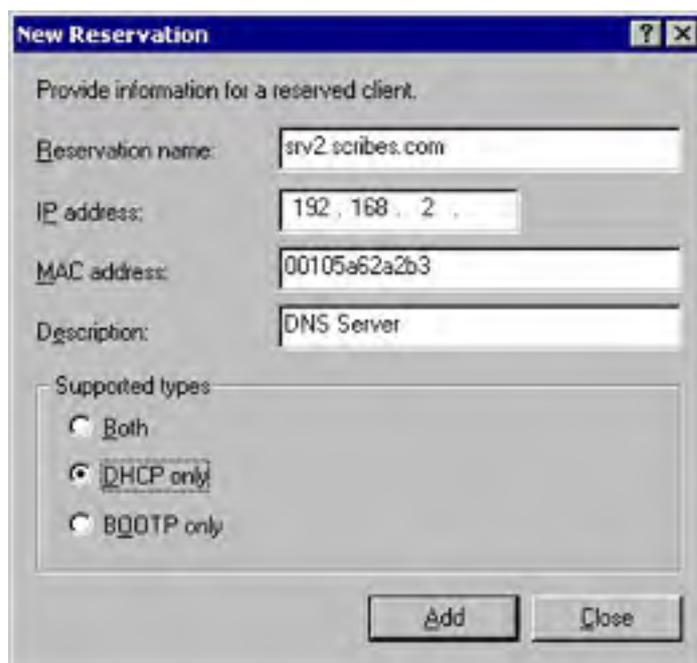 New Reservation
Provide information for a reserved client.
Reservation name: srv2.scribes.com
IP address: 192 . 168 . 2 .
MAC address: 00105a62a2b3
Description: DNS Server
Supported types
Both
DHCP only
BOOTP only
Add Close